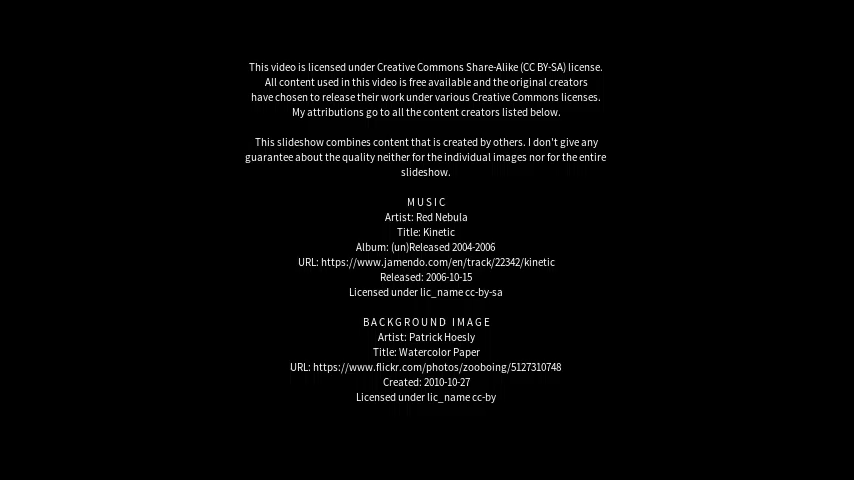 This video is licensed under Creative Commons Share-Alike (CC BY-SA) license.
All content used in this video is free available and the original creators
have chosen to release their work under various Creative Commons licenses.
My attributions go to all the content creators listed below.
This slideshow combines content that is created by others. I don't give any
guarantee about the quality neither for the individual images nor for the entire
slideshow.
MUSIC
Artist: Red Nebula
Title: Kinetic
Album: (un)Released 2004-2006
URL: https://www.jamendo.com/en/track/22342/kinetic
Released: 2006-10-15
Licensed under lic_name cc-by-sa
BACKGROUND IMAGE
Artist: Patrick Hoesly
Title: Watercolor Paper
URL: https://www.flickr.com/photos/zooboing/5127310748
Created: 2010-10-27
Licensed under lic_name cc-by